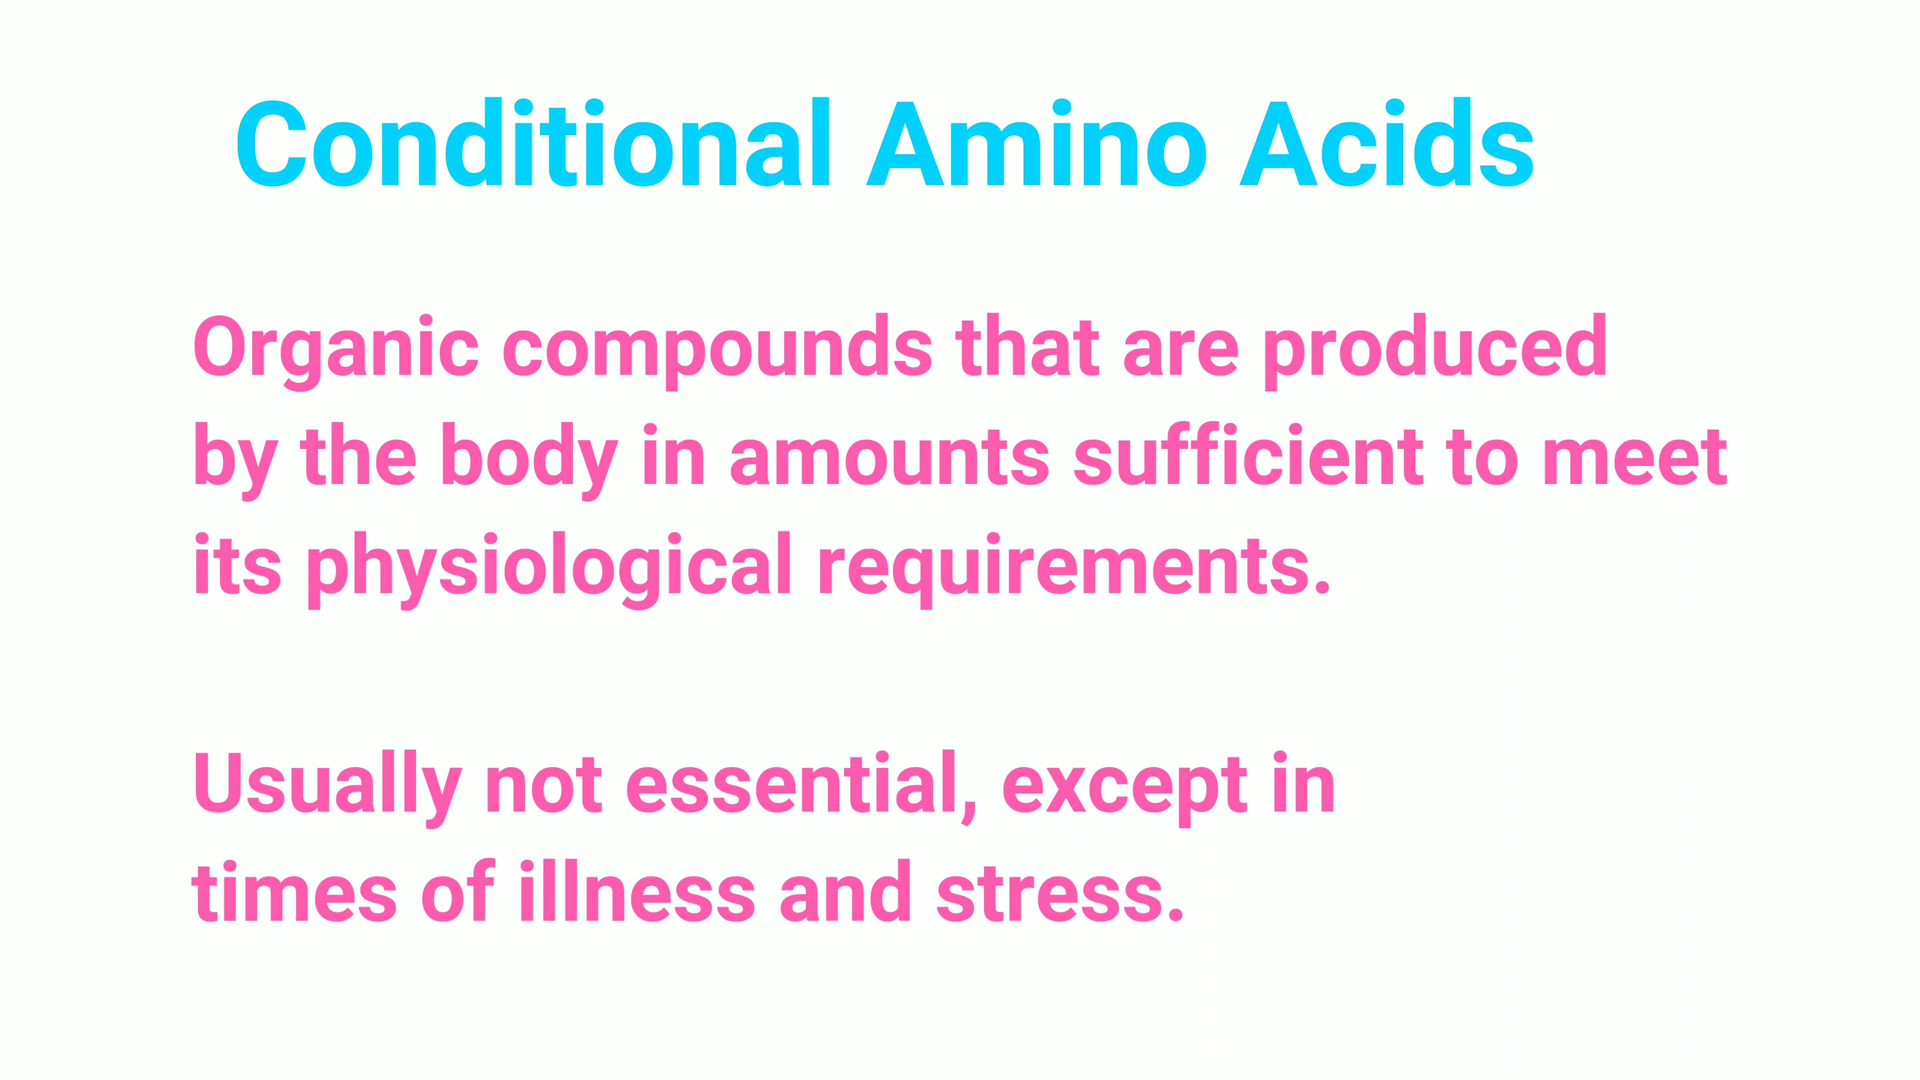 Conditional Amino Acids
Organic compounds that are produced
by the body in amounts sufficient to meet
its physiological requirements.
Usually not essential, except in
times of illness and stress.